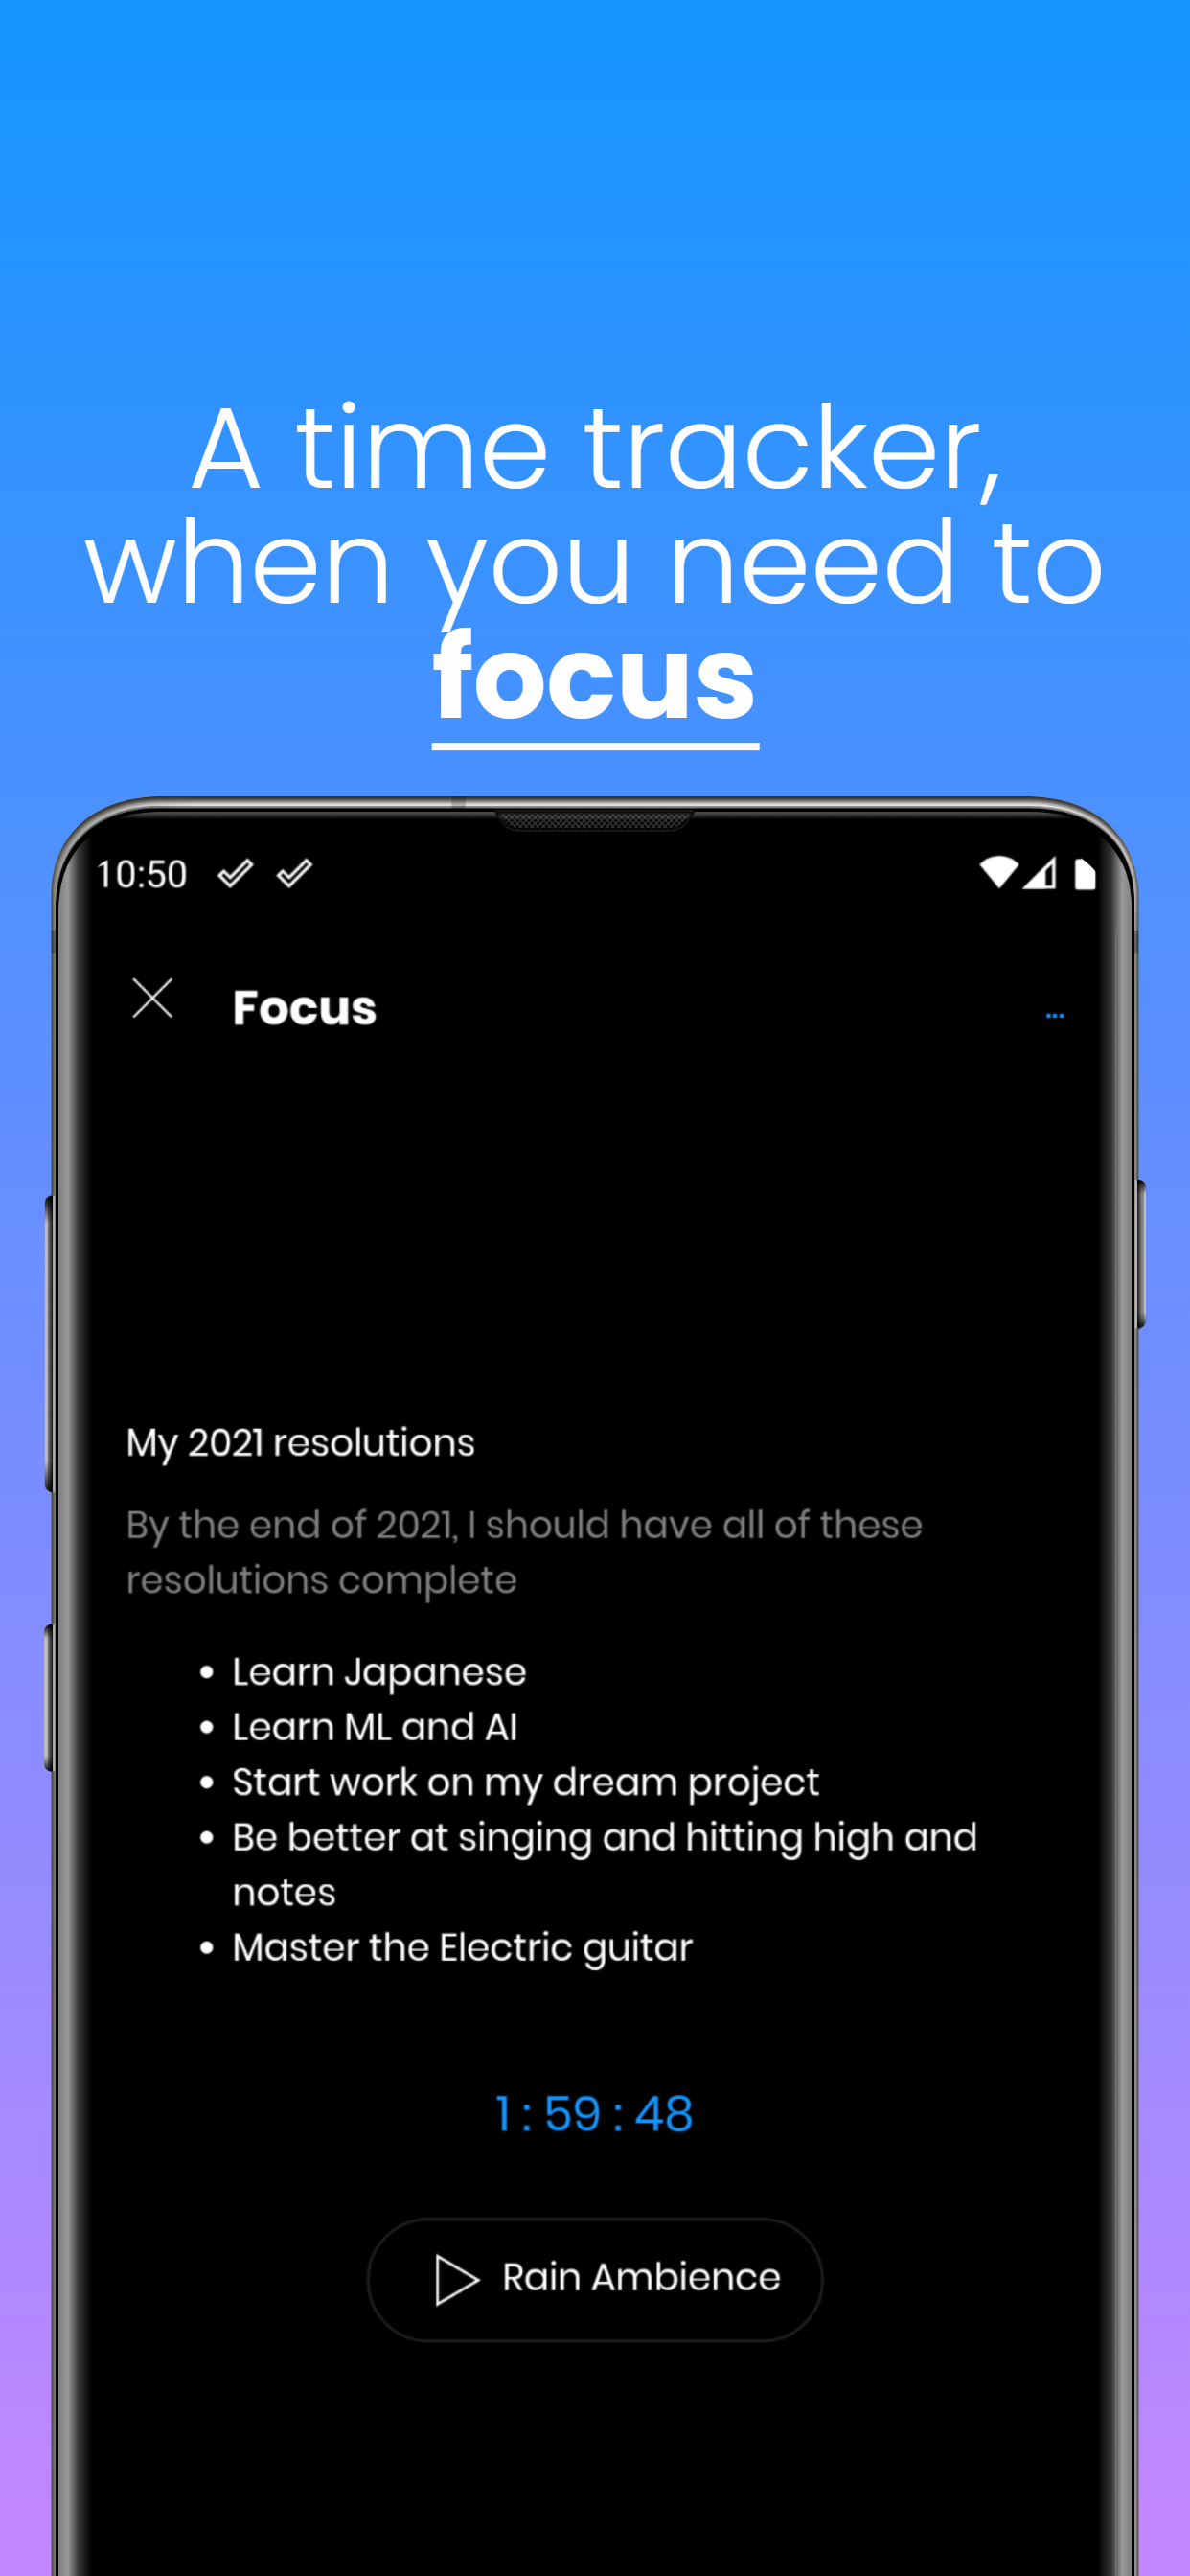 A time tracker,
when you need to
focus
10:50
Focus
...
My 2021 resolutions
By the end of 2021, I should have all of these
resolutions complete
• Learn Japanese
• Learn ML and AI
• Start work on my dream project
• Be better at singing and hitting high and
notes
• Master the Electric guitar
1 : 59 : 48
Rain Ambience